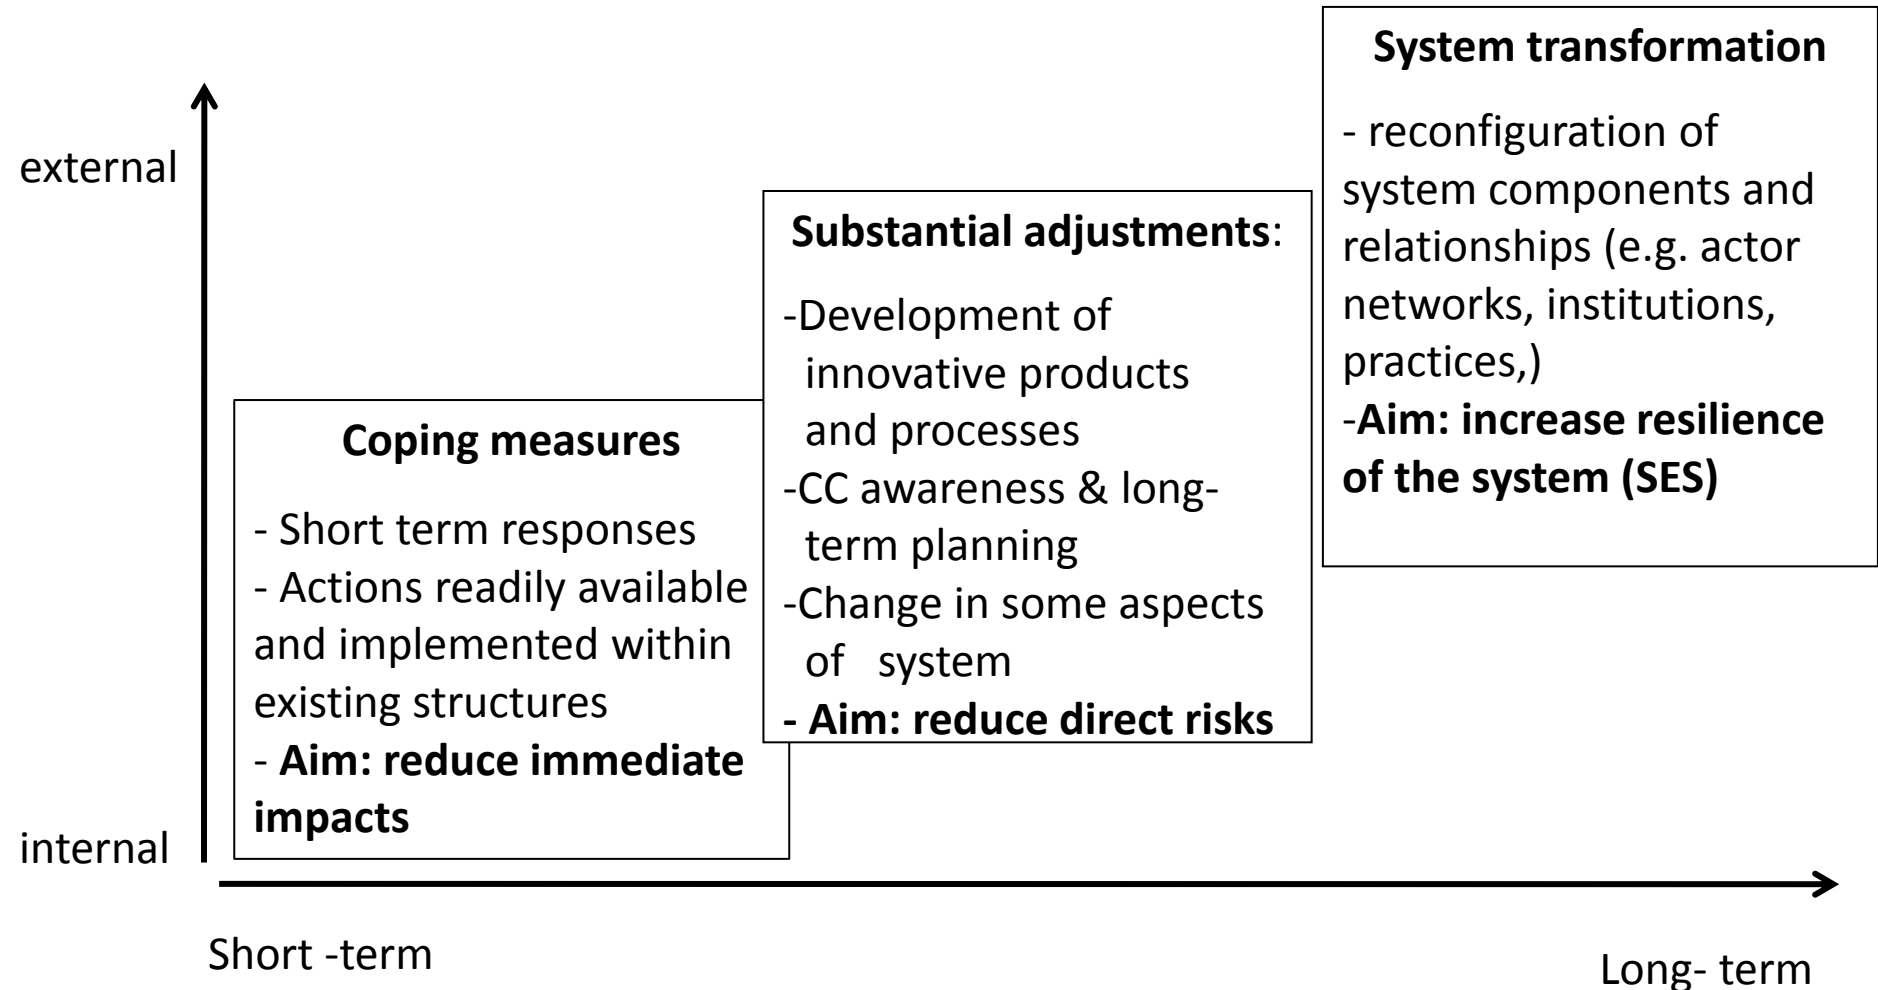 System transformation
- reconfiguration of
system components and
relationships (e.g. actor
networks, institutions,
practices,)
-Aim: increase resilience
of the system (SES)
external
Substantial adjustments:
-Development of
innovative products
and processes
-CC awareness & long-
term planning
-Change in some aspects
of system
- Aim: reduce direct risks
Coping measures
- Short term responses
- Actions readily available
and implemented within
existing structures
- Aim: reduce immediate
impacts
internal
Short -term
Long- term